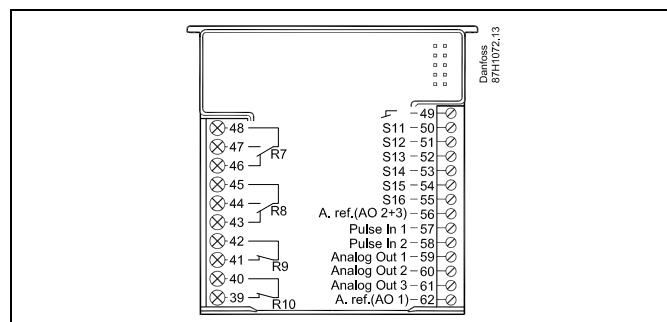 Danfoss
87H1072.13
48
47
R7
46
45
44
R8
43
42
41
R9
40
39
R10
49
S11 – 50
S12 – 51
S13 – 52
S14 – 53
S15 – 54
S16 – 55
A. ref.(AO 2+3) – 56
Pulse In 1 – 57
Pulse In 2 – 58
Analog Out 1 – 59
Analog Out 2 – 60
Analog Out 3 – 61
A. ref.(AO 1) – 62